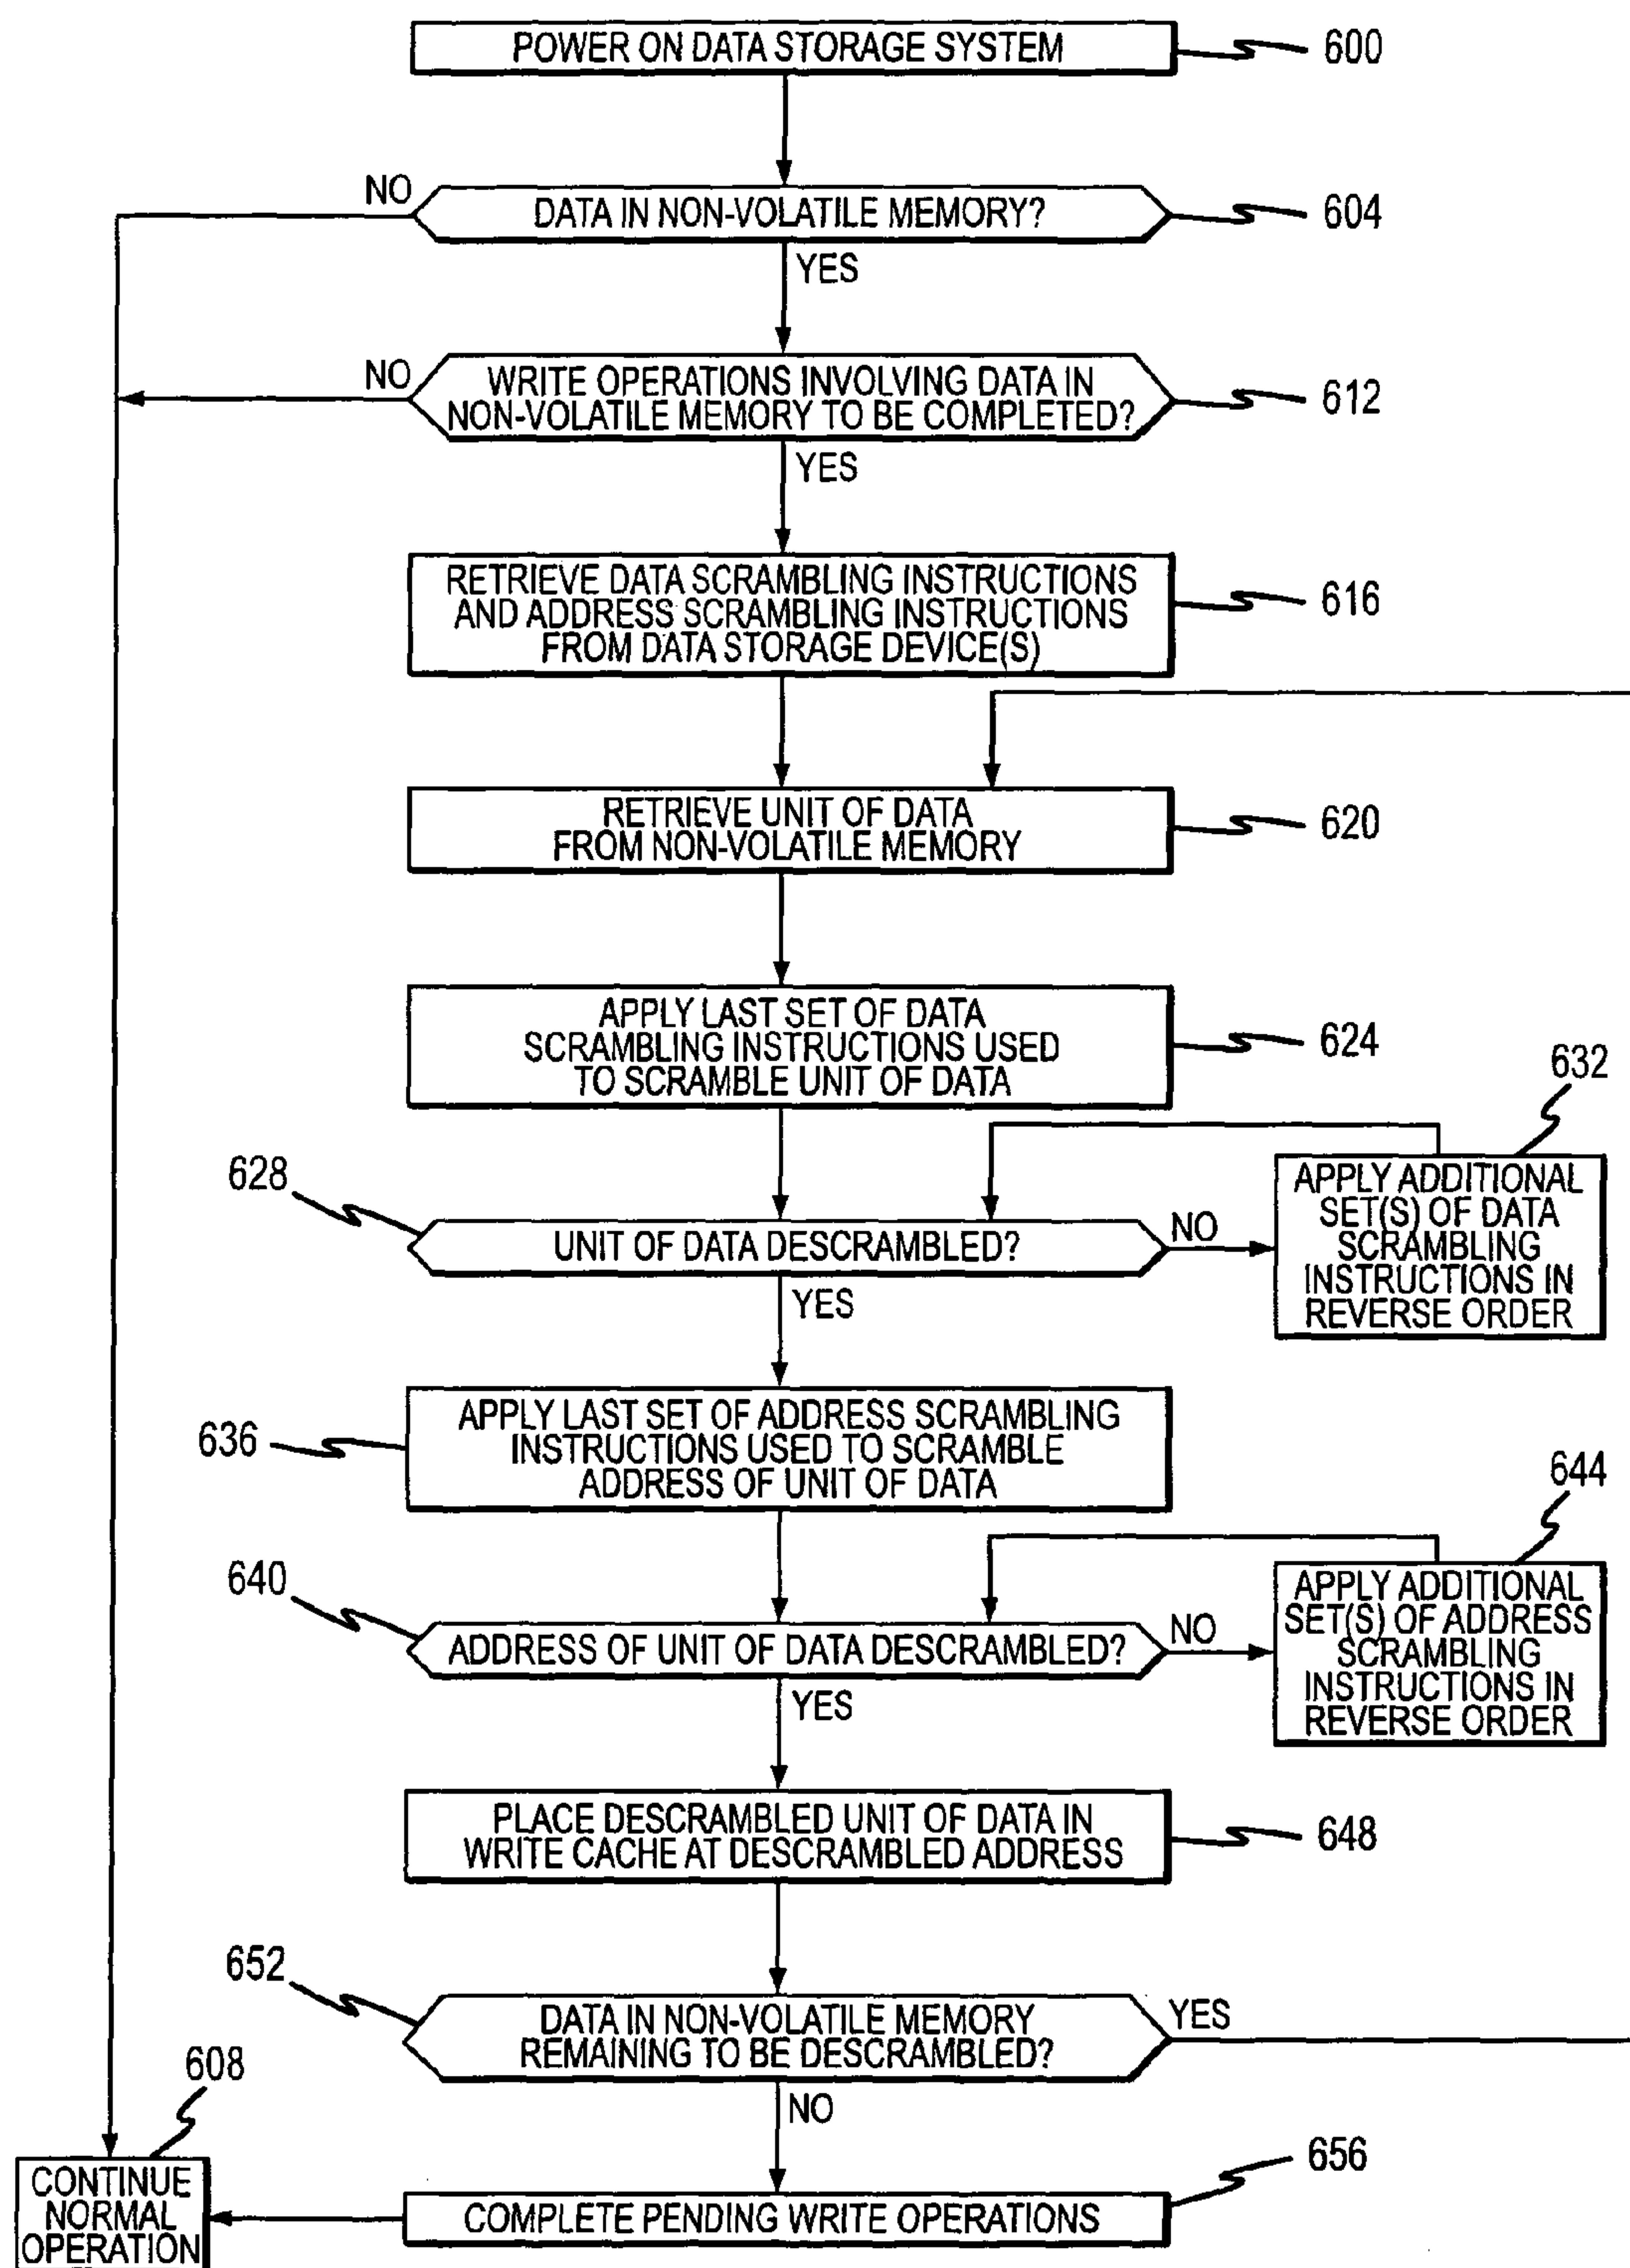 POWER ON DATA STORAGE SYSTEM
600
NO
DATA IN NON-VOLATILE MEMORY?
604
YES
NO
WRITE OPERATIONS INVOLVING DATA IN
NON-VOLATILE MEMORY TO BE COMPLETED?
612
YES
RETRIEVE DATA SCRAMBLING INSTRUCTIONS
AND ADDRESS SCRAMBLING INSTRUCTIONS
FROM DATA STORAGE DEVICE(S)
616
RETRIEVE UNIT OF DATA
FROM NON-VOLATILE MEMORY
620
APPLY LAST SET OF DATA
SCRAMBLING INSTRUCTIONS USED
TO SCRAMBLE UNIT OF DATA
624
632
628
UNIT OF DATA DESCRAMBLED?
NO
APPLY ADDITIONAL
SET(S) OF DATA
SCRAMBLING
INSTRUCTIONS IN
REVERSE ORDER
YES
636
APPLY LAST SET OF ADDRESS SCRAMBLING
INSTRUCTIONS USED TO SCRAMBLE
ADDRESS OF UNIT OF DATA
644
640
ADDRESS OF UNIT OF DATA DESCRAMBLED?
NO
APPLY ADDITIONAL
SET(S) OF ADDRESS
SCRAMBLING
INSTRUCTIONS IN
REVERSE ORDER
YES
PLACE DESCRAMBLED UNIT OF DATA IN
WRITE CACHE AT DESCRAMBLED ADDRESS
648
652
DATA IN NON-VOLATILE MEMORY
REMAINING TO BE DESCRAMBLED?
YES
608
NO
656
CONTINUE
NORMAL
OPERATION
COMPLETE PENDING WRITE OPERATIONS